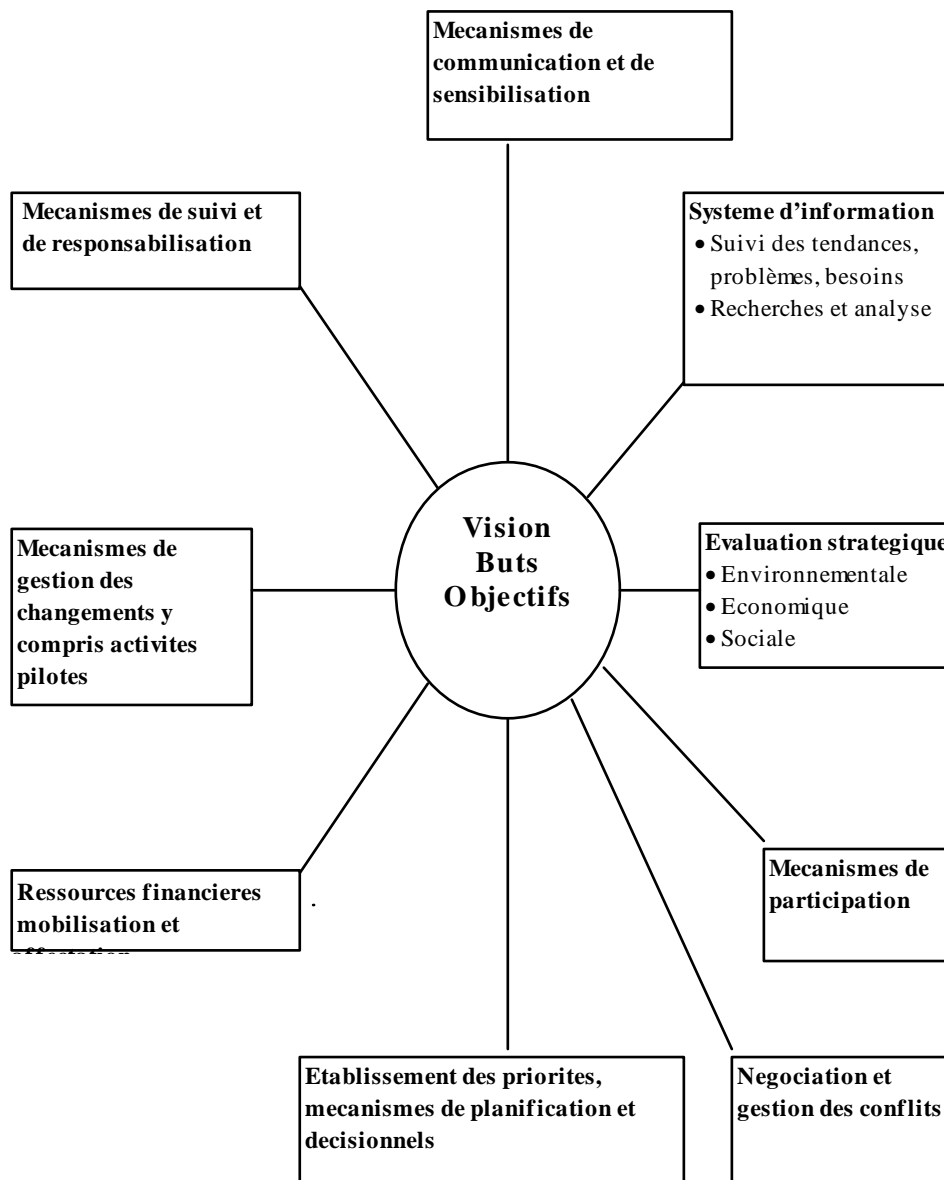 Mecanismes de
communication et de
sensibilisation
Mecanismes de suivi et
de responsabilisation
Systeme d'information
• Suivi des tendances,
problèmes, besoins
• Recherches et analyse
Vision
Buts
Objectifs
Mecanismes de
gestion des
changements y
compris activites
pilotes
Evaluation strategique
• Environnementale
• Economique
• Sociale
Ressources financieres
mobilisation et
Mecanismes de
participation
Etablissement des priorites,
mecanismes de planification et
decisionnels
Negociation et
gestion des conflits